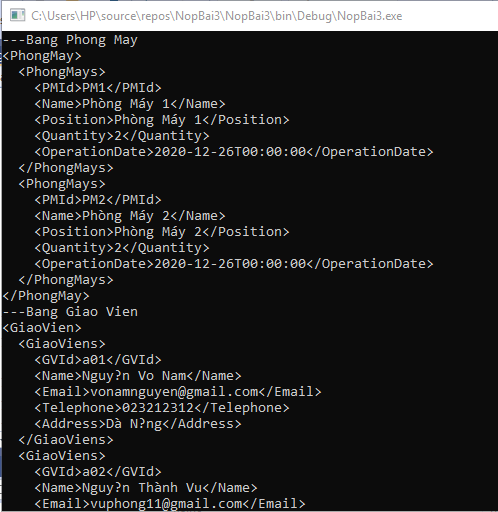 C:\Users\HP\source\repos\NopBai3\NopBai3\bin\Debug\NopBai3.exe
---Bang Phong May
<PhongMay>
  <PhongMays>
    <PMId>PM1</PMId>
    <Name>Phòng Máy 1</Name>
    <Position>Phòng Máy 1</Position>
    <Quantity>2</Quantity>
    <OperationDate>2020-12-26T00:00:00</OperationDate>
  </PhongMays>
  <PhongMays>
    <PMId>PM2</PMId>
    <Name>Phòng Máy 2</Name>
    <Position>Phòng Máy 2</Position>
    <Quantity>2</Quantity>
    <OperationDate>2020-12-26T00:00:00</OperationDate>
  </PhongMays>
</PhongMay>
---Bang Giao Vien
<GiaoVien>
  <GiaoViens>
    <GVId>a01</GVId>
    <Name>Nguy?n Vo Nam</Name>
    <Email>vonamnguyen@gmail.com</Email>
    <Telephone>023212312</Telephone>
    <Address>Dà N?ng</Address>
  </GiaoViens>
  <GiaoViens>
    <GVId>a02</GVId>
    <Name>Nguy?n Thành Vu</Name>
    <Email>vuphong11@gmail.com</Email>